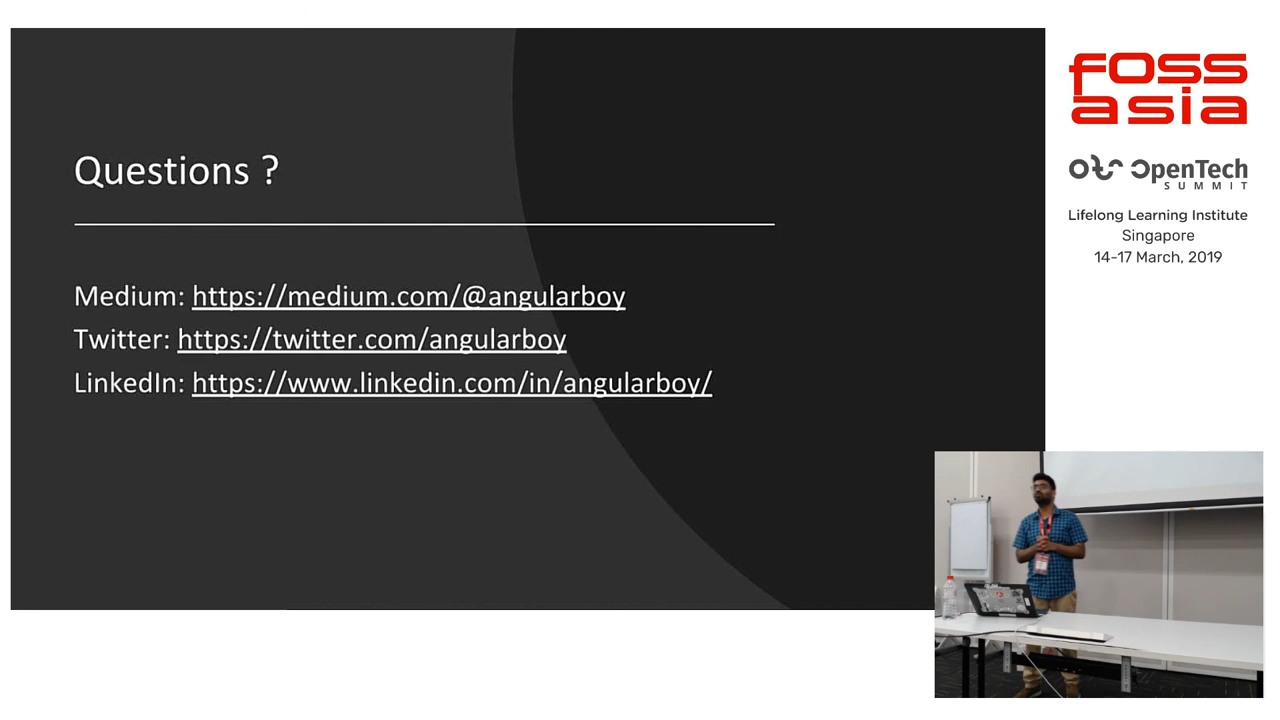 Questions ?
Medium: https://medium.com/@angularboy
Twitter: https://twitter.com/angularboy
LinkedIn: https://www.linkedin.com/in/angularboy/
fOSS
asia
OpenTech
SUMMIT
Lifelong Learning Institute
Singapore
14-17 March, 2019